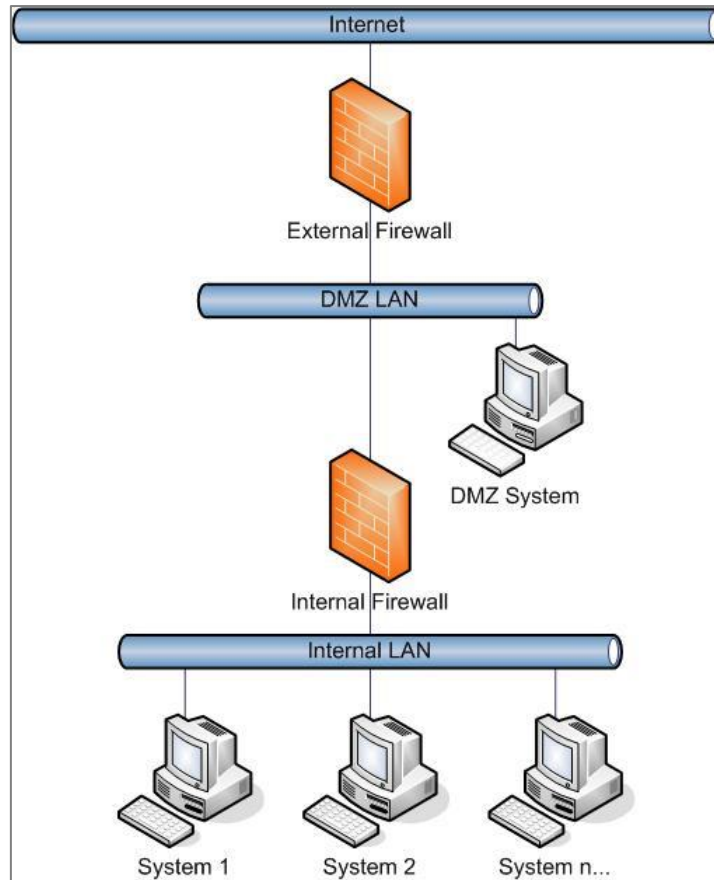 Internet
External Firewall
DMZ LAN
DMZ System
Internal Firewall
Internal LAN
System 1
System 2
System n...